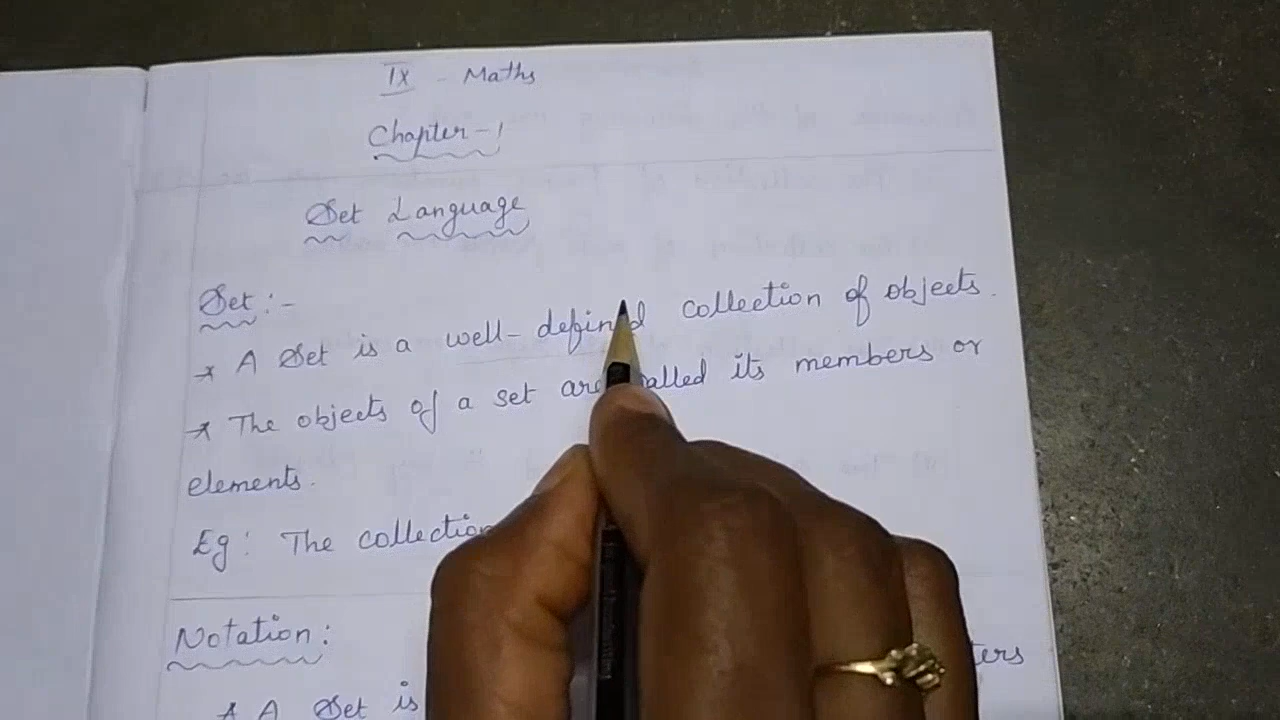 IX - Maths
Chapter - 1
Set Language
Set :-
* A Set is a well-defined collection of objects.
* The objects of a set are called its members or
elements.
Eg: The collection
Notation:
* A Set is